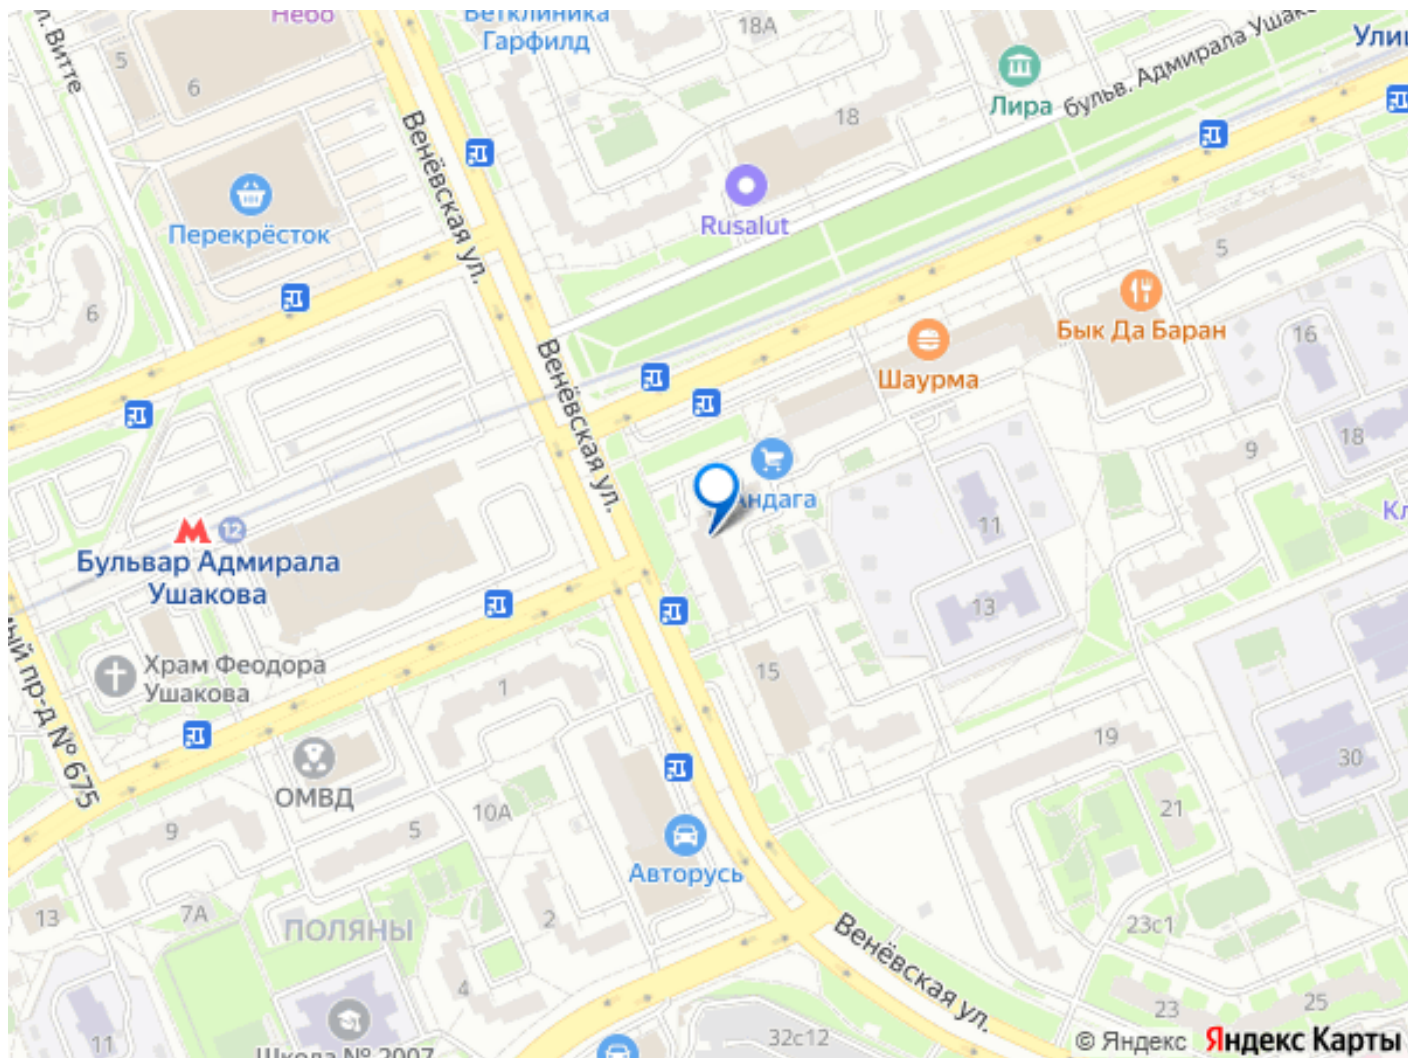 Небо
Ветклиника
Гарфилд
18А
бульв. Адмирала Ушак
Ули
л. Витте
5
6
Лира
18
Венёвская ул.
Rusalut
Перекрёсток
5
6
Бык Да Баран
16
Венёвская ул.
Шаурма
18
9
Андага
12
11
Кл
Бульвар Адмирала
Ушакова
13
Храм Феодора
Ушакова
1
15
ый пр-д № 675
19
30
ОМВД
10А
5
9
21
Авторусь
13
7А
ПОЛЯНЫ
2
23с1
Венёвская ул.
4
23
25
11
32с12
Школа № 2007
© Яндекс Яндекс Карты